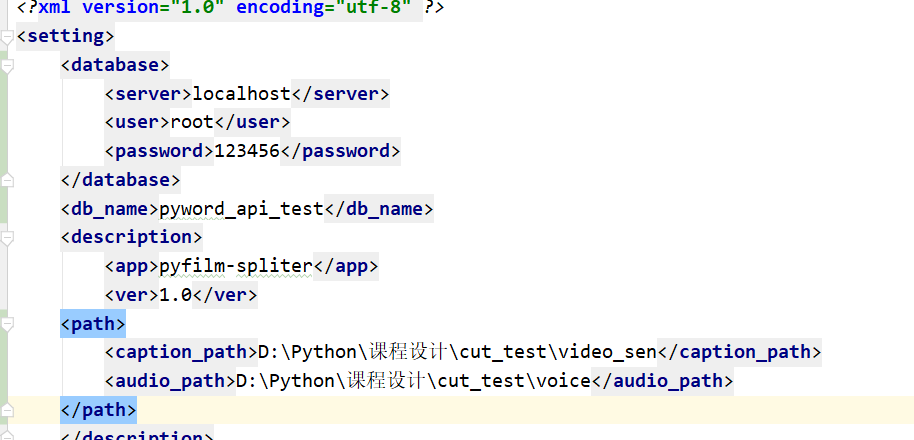 <?xml version="1.0" encoding="utf-8" ?>
<setting>
    <database>
        <server>localhost</server>
        <user>root</user>
        <password>123456</password>
    </database>
    <db_name>pyword_api_test</db_name>
    <description>
        <app>pyfilm-spliter</app>
        <ver>1.0</ver>
    <path>
        <caption_path>D:\Python\课程设计\cut_test\video_sen</caption_path>
        <audio_path>D:\Python\课程设计\cut_test\voice</audio_path>
    </path>
    </description>